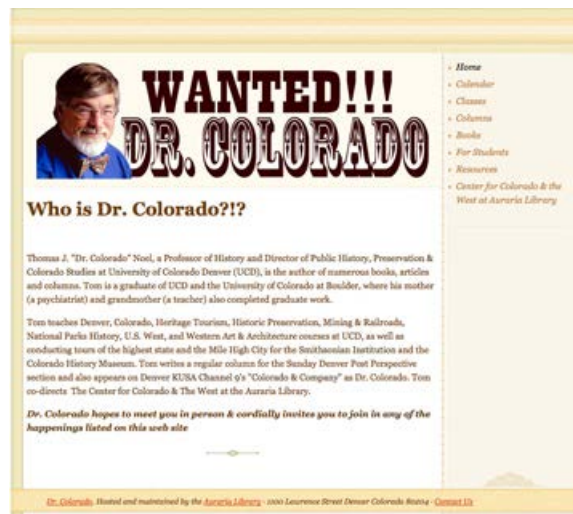 WANTED!!!
DR. COLORADO
Home
Calendar
Classes
Columns
Books
For Students
Resources
Center for Colorado & the
West at Auraria Library
Who is Dr. Colorado?!?
Thomas J. "Dr. Colorado" Noel, a Professor of History and Director of Public History, Preservation &
Colorado Studies at University of Colorado Denver (UCD), is the author of numerous books, articles
and columns. Tom is a graduate of UCD and the University of Colorado at Boulder, where his mother
(a psychiatrist) and grandmother (a teacher) also completed graduate work.
Tom teaches Denver, Colorado, Heritage Tourism, Historic Preservation, Mining & Railroads,
National Parks History, U.S. West, and Western Art & Architecture courses at UCD, as well as
conducting tours of the highest state and the Mile High City for the Smithsonian Institution and the
Colorado History Museum. Tom writes a regular column for the Sunday Denver Post Perspective
section and also appears on Denver KUSA Channel 9's "Colorado & Company" as Dr. Colorado. Tom
co-directs The Center for Colorado & The West at the Auraria Library.
Dr. Colorado hopes to meet you in person & cordially invites you to join in any of the
happenings listed on this web site
Dr. Colorado. Hosted and maintained by the Auraria Library - 1100 Lawrence Street Denver Colorado 80204 - Contact Us